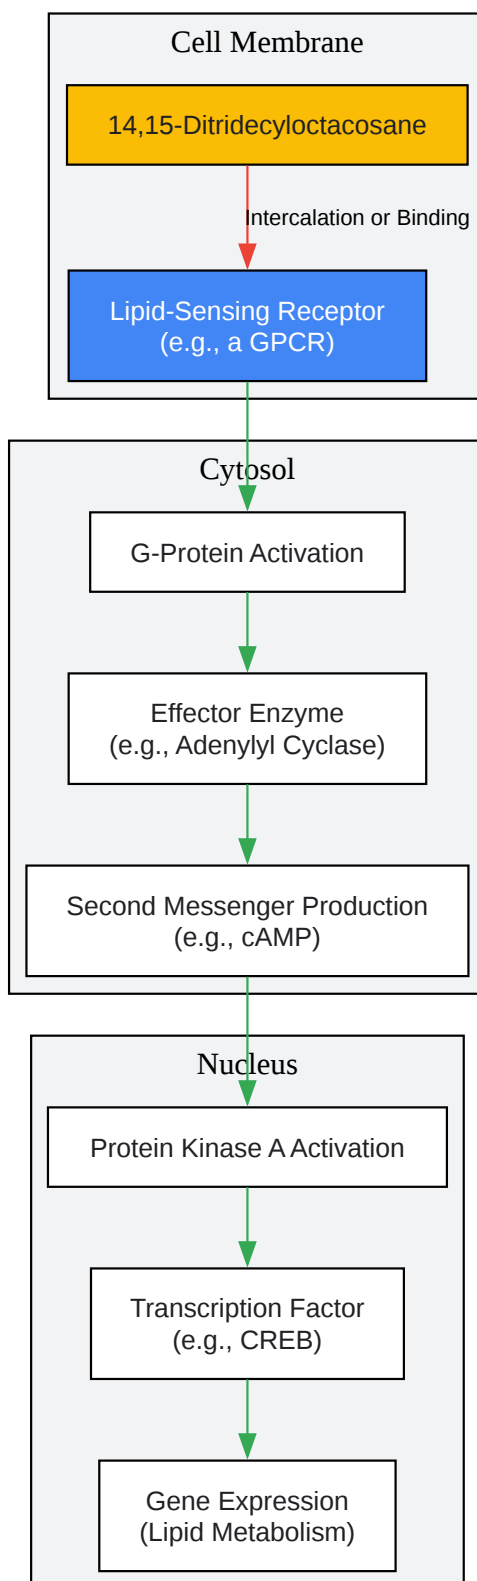 Cell Membrane
14,15-Ditridecyloctacosane
Intercalation or Binding
Lipid-Sensing Receptor
(e.g., a GPCR)
Cytosol
G-Protein Activation
Effector Enzyme
(e.g., Adenylyl Cyclase)
Second Messenger Production
(e.g., cAMP)
Nucleus
Protein Kinase A Activation
Transcription Factor
(e.g., CREB)
Gene Expression
(Lipid Metabolism)